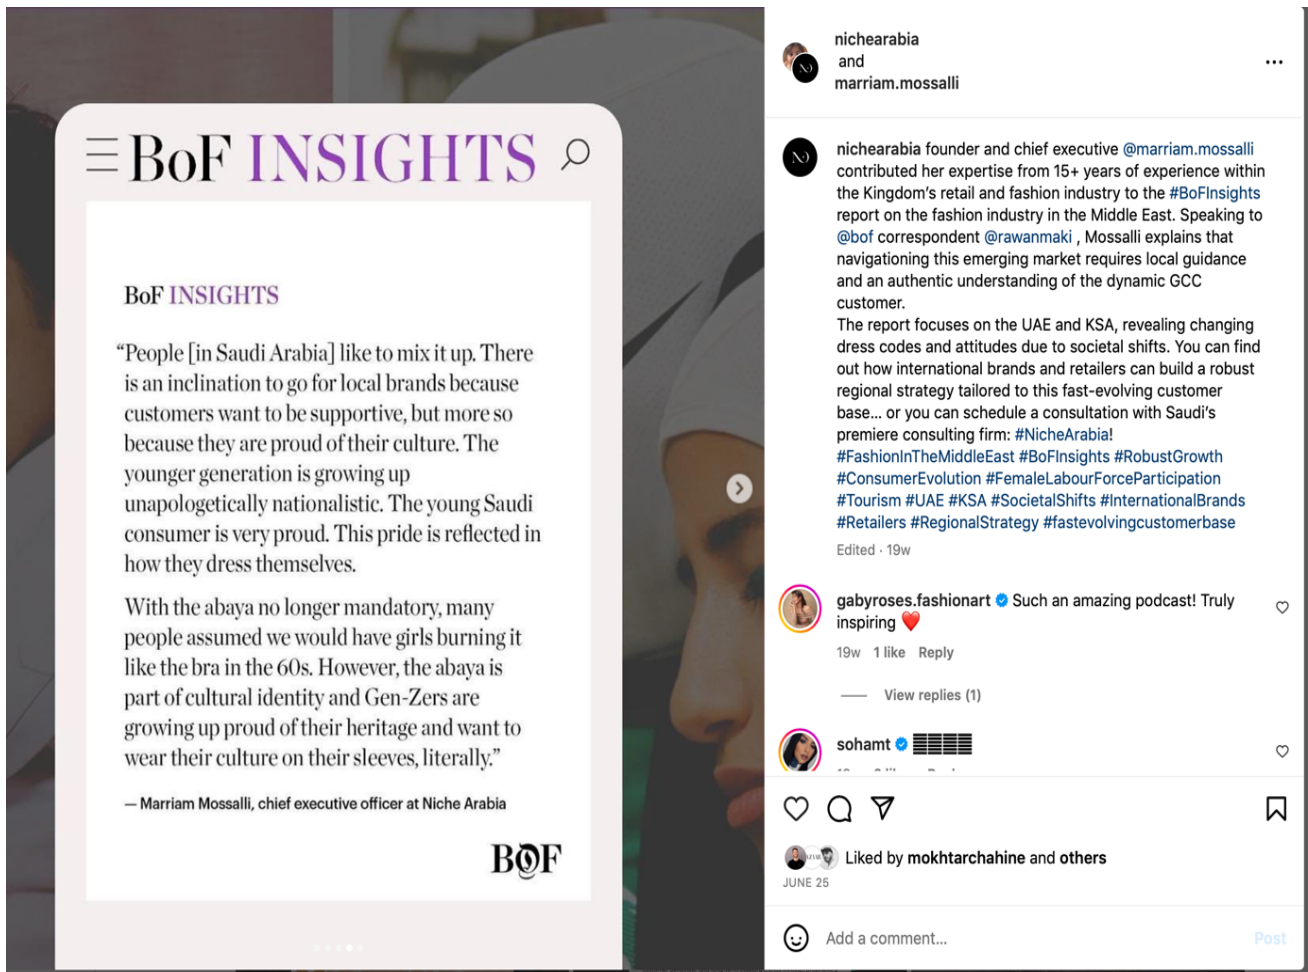 BoF INSIGHTS
BoF INSIGHTS
“People [in Saudi Arabia] like to mix it up. There
is an inclination to go for local brands because
customers want to be supportive, but more so
because they are proud of their culture. The
younger generation is growing up
unapologetically nationalistic. The young Saudi
consumer is very proud. This pride is reflected in
how they dress themselves.
With the abaya no longer mandatory, many
people assumed we would have girls burning it
like the bra in the 60s. However, the abaya is
part of cultural identity and Gen-Zers are
growing up proud of their heritage and want to
wear their culture on their sleeves, literally.”
— Marriam Mossalli, chief executive officer at Niche Arabia
BOF
nichearabia
and
marriam.mossalli
nichearabia founder and chief executive @marriam.mossalli
contributed her expertise from 15+ years of experience within
the Kingdom’s retail and fashion industry to the #BoFInsights
report on the fashion industry in the Middle East. Speaking to
@bof correspondent @rawanmaki , Mossalli explains that
navigating this emerging market requires local guidance
and an authentic understanding of the dynamic GCC
customer.
The report focuses on the UAE and KSA, revealing changing
dress codes and attitudes due to societal shifts. You can find
out how international brands and retailers can build a robust
regional strategy tailored to this fast-evolving customer
base... or you can schedule a consultation with Saudi’s
premiere consulting firm: #NicheArabia!
#FashionInTheMiddleEast #BoFInsights #RobustGrowth
#ConsumerEvolution #FemaleLabourForceParticipation
#Tourism #UAE #KSA #SocietalShifts #InternationalBrands
#Retailers #RegionalStrategy #fastevolvingcustomerbase
Edited · 19w
gabyroses.fashionart Such an amazing podcast! Truly
inspiring ❤️
19w 1 like Reply
View replies (1)
sohamt
Liked by mokhtarchahine and others
JUNE 25
Add a comment...
Post